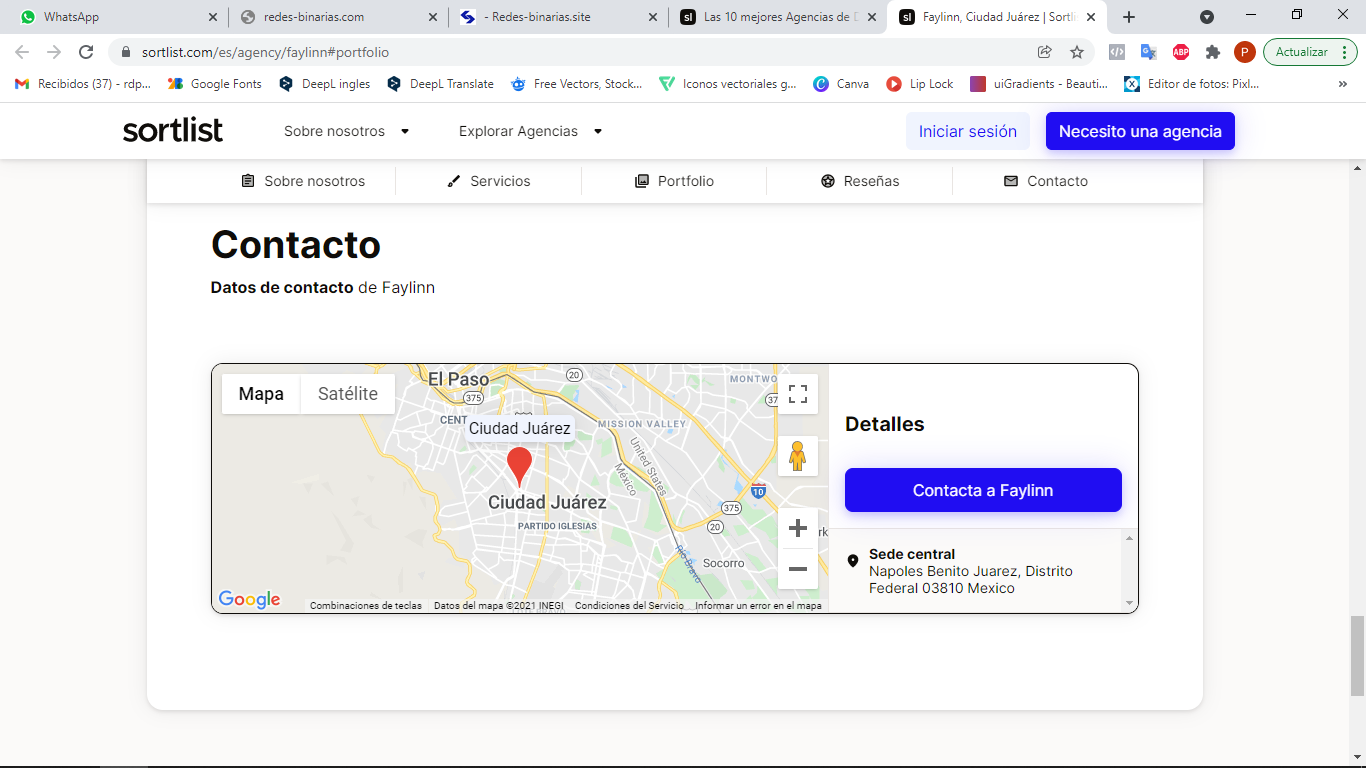 WhatsApp
redes-binarias.com
- Redes-binarias.site
Las 10 mejores Agencias de D
Faylinn, Ciudad Juárez | Sortli
sortlist.com/es/agency/faylinn#portfolio
ABP
P
Actualizar
Recibidos (37) - rdp...
Google Fonts
DeepL ingles
DeepL Translate
Free Vectors, Stock...
Iconos vectoriales g...
Canva
Lip Lock
uiGradients - Beauti...
Editor de fotos: Pixl...
sortlist
Sobre nosotros
Explorar Agencias
Iniciar sesión
Necesito una agencia
Sobre nosotros
Servicios
Portfolio
Reseñas
Contacto
Contacto
Datos de contacto de Faylinn
Mapa
Satélite
El Paso
20
375
MONTWO
37
CENT
MISSION VALLEY
Ciudad Juárez
United States
México
10
Ciudad Juárez
375
PARTIDO IGLESIAS
20
rk
Río Bravo
Socorro
Google
Combinaciones de teclas
Datos del mapa ©2021 INEGI
Condiciones del Servicio
Informar un error en el mapa
Detalles
Contacta a Faylinn
Sede central
Napoles Benito Juarez, Distrito
Federal 03810 Mexico